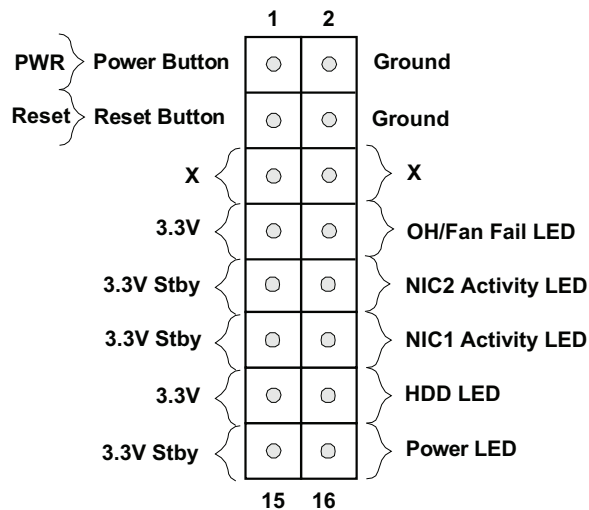 1 2
PWR Power Button Ground
Reset Reset Button Ground
X X
3.3V OH/Fan Fail LED
3.3V Stby NIC2 Activity LED
3.3V Stby NIC1 Activity LED
3.3V HDD LED
3.3V Stby Power LED
15 16